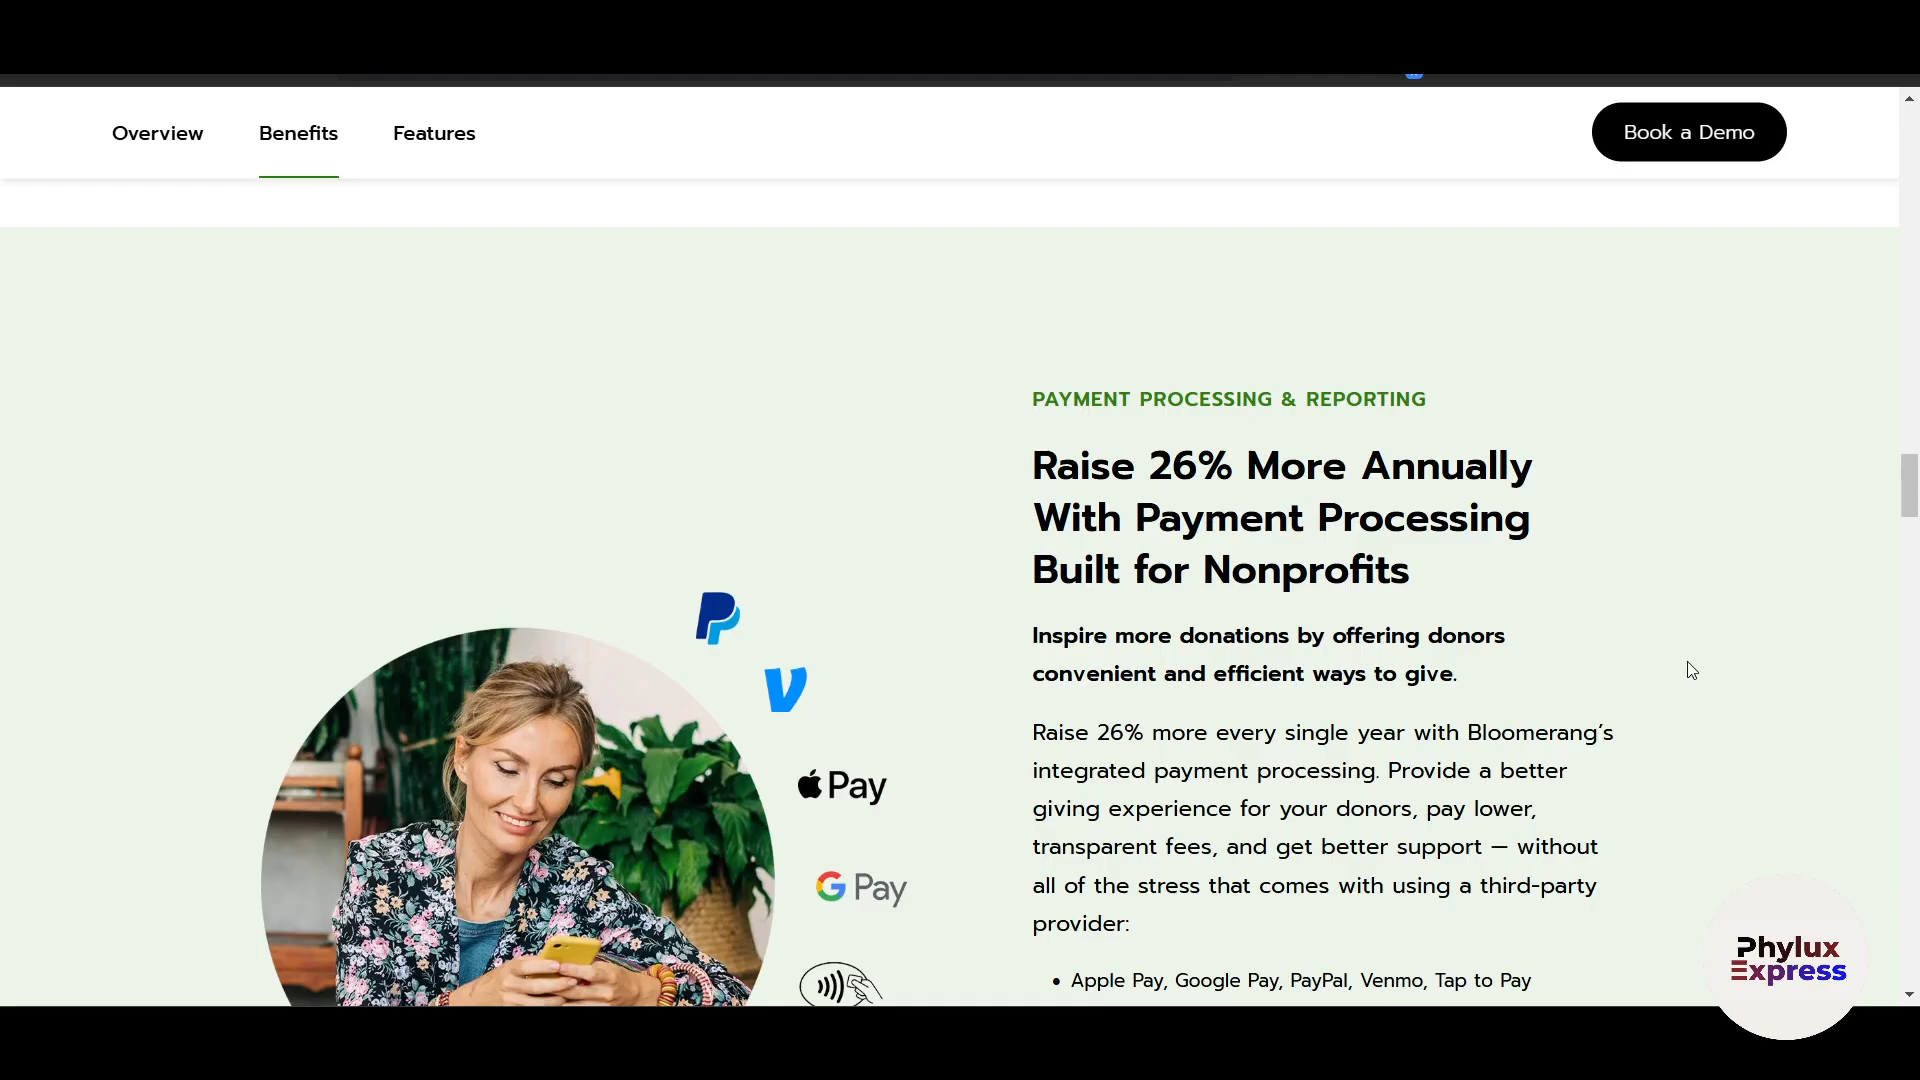 Overview Benefits Features Book a Demo
PAYMENT PROCESSING & REPORTING
Raise 26% More Annually
With Payment Processing
Built for Nonprofits
Inspire more donations by offering donors
convenient and efficient ways to give.
Raise 26% more every single year with Bloomerang’s
integrated payment processing. Provide a better
giving experience for your donors, pay lower,
transparent fees, and get better support — without
all of the stress that comes with using a third-party
provider:
• Apple Pay, Google Pay, PayPal, Venmo, Tap to Pay
Pay
G Pay
Phylux
Express